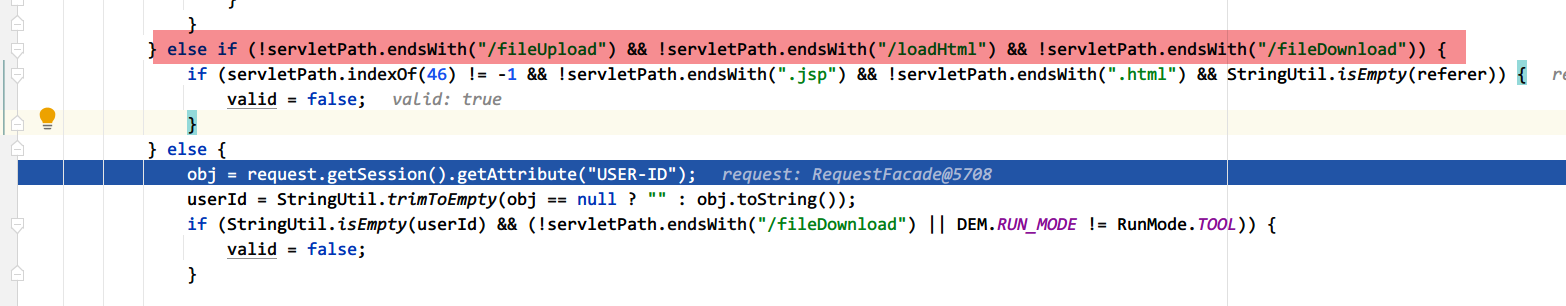 }
}
} else if (!servletPath.endsWith("/fileUpload") && !servletPath.endsWith("/loadHtml") && !servletPath.endsWith("/fileDownload")) {
if (servletPath.indexOf(46) != -1 && !servletPath.endsWith(".jsp") && !servletPath.endsWith(".html") && StringUtil.isEmpty(referer)) { re
valid = false; valid: true
}
} else {
obj = request.getSession().getAttribute("USER-ID"); request: RequestFacade@5708
userId = StringUtil.trimToEmpty(obj == null ? "" : obj.toString());
if (StringUtil.isEmpty(userId) && (!servletPath.endsWith("/fileDownload") || DEM.RUN_MODE != RunMode.TOOL)) {
valid = false;
}